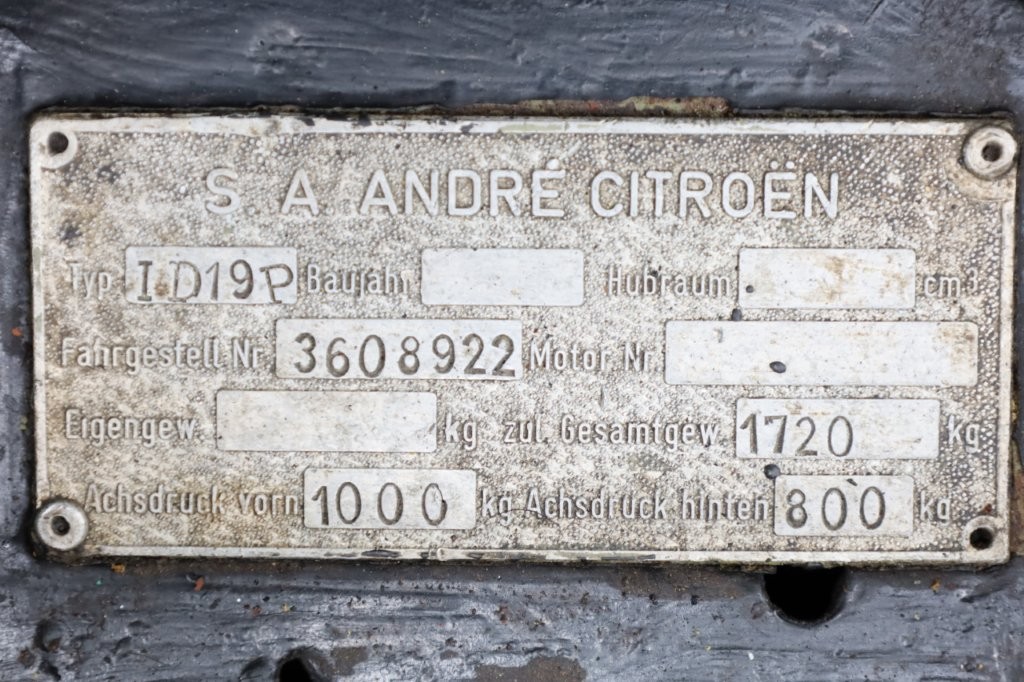 S A ANDRÉ CITROËN
Typ ID19P Baujahr Hubraum cm³
Fahrgestell Nr 3608922 Motor Nr.
Eigengew. kg zul. Gesamtgew. 1720 kg
Achsdruck vorn 1000 kg Achsdruck hinten 800 kg